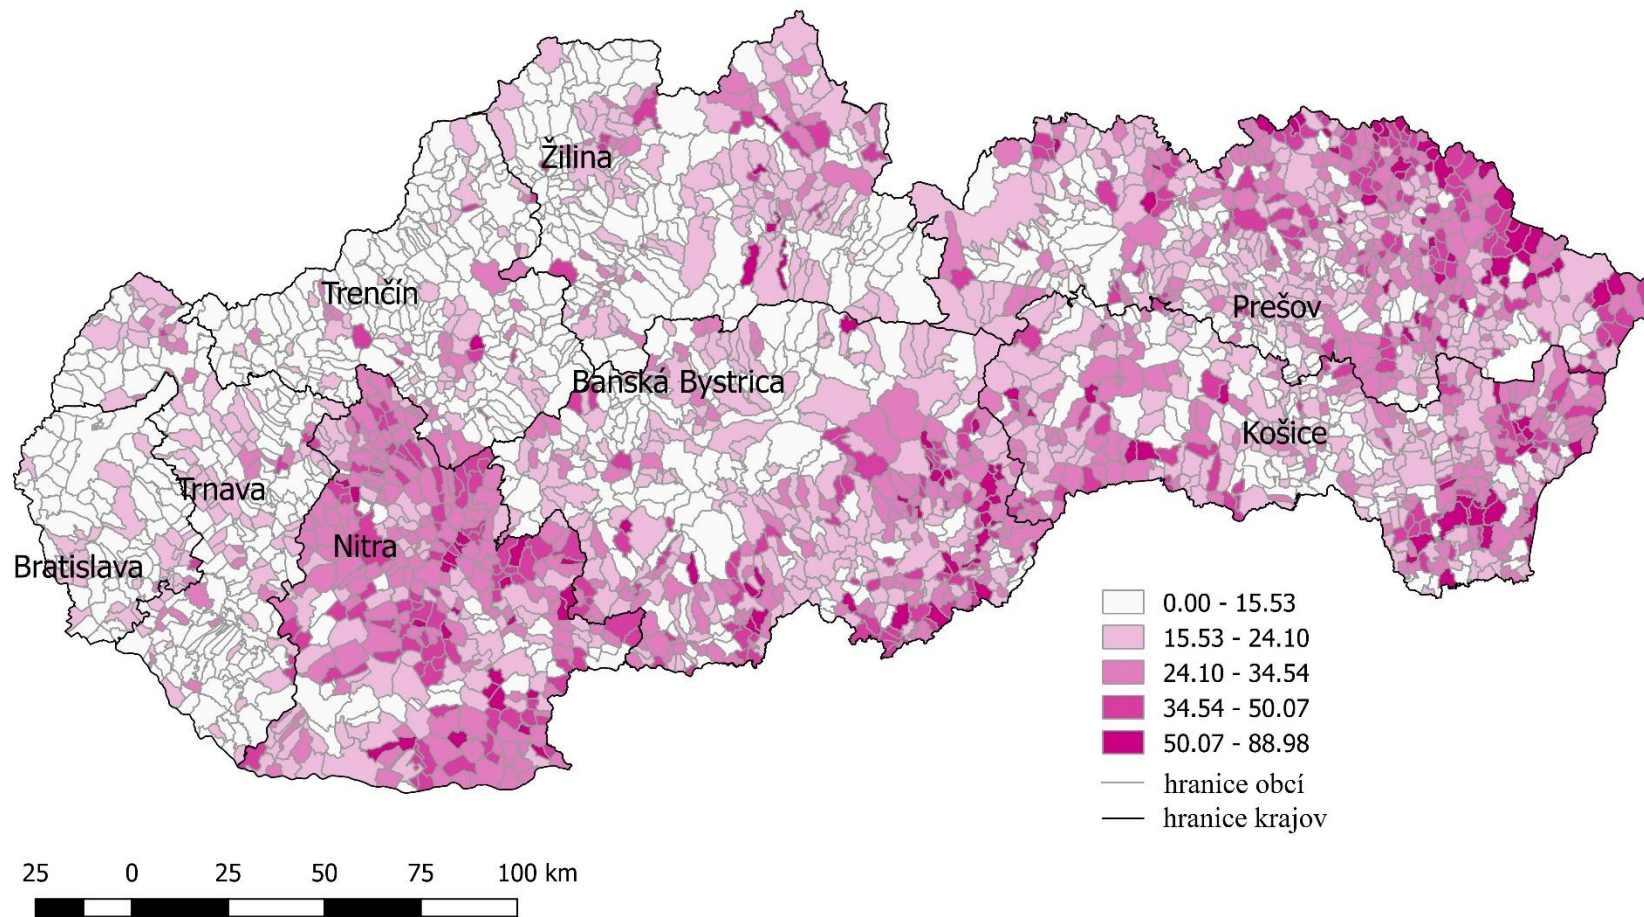 Žilina
Trenčín
Prešov
Banská Bystrica
Košice
Trnava
Nitra
Bratislava
0.00 - 15.53
15.53 - 24.10
24.10 - 34.54
34.54 - 50.07
50.07 - 88.98
hranice obcí
hranice krajov
25 0 25 50 75 100 km